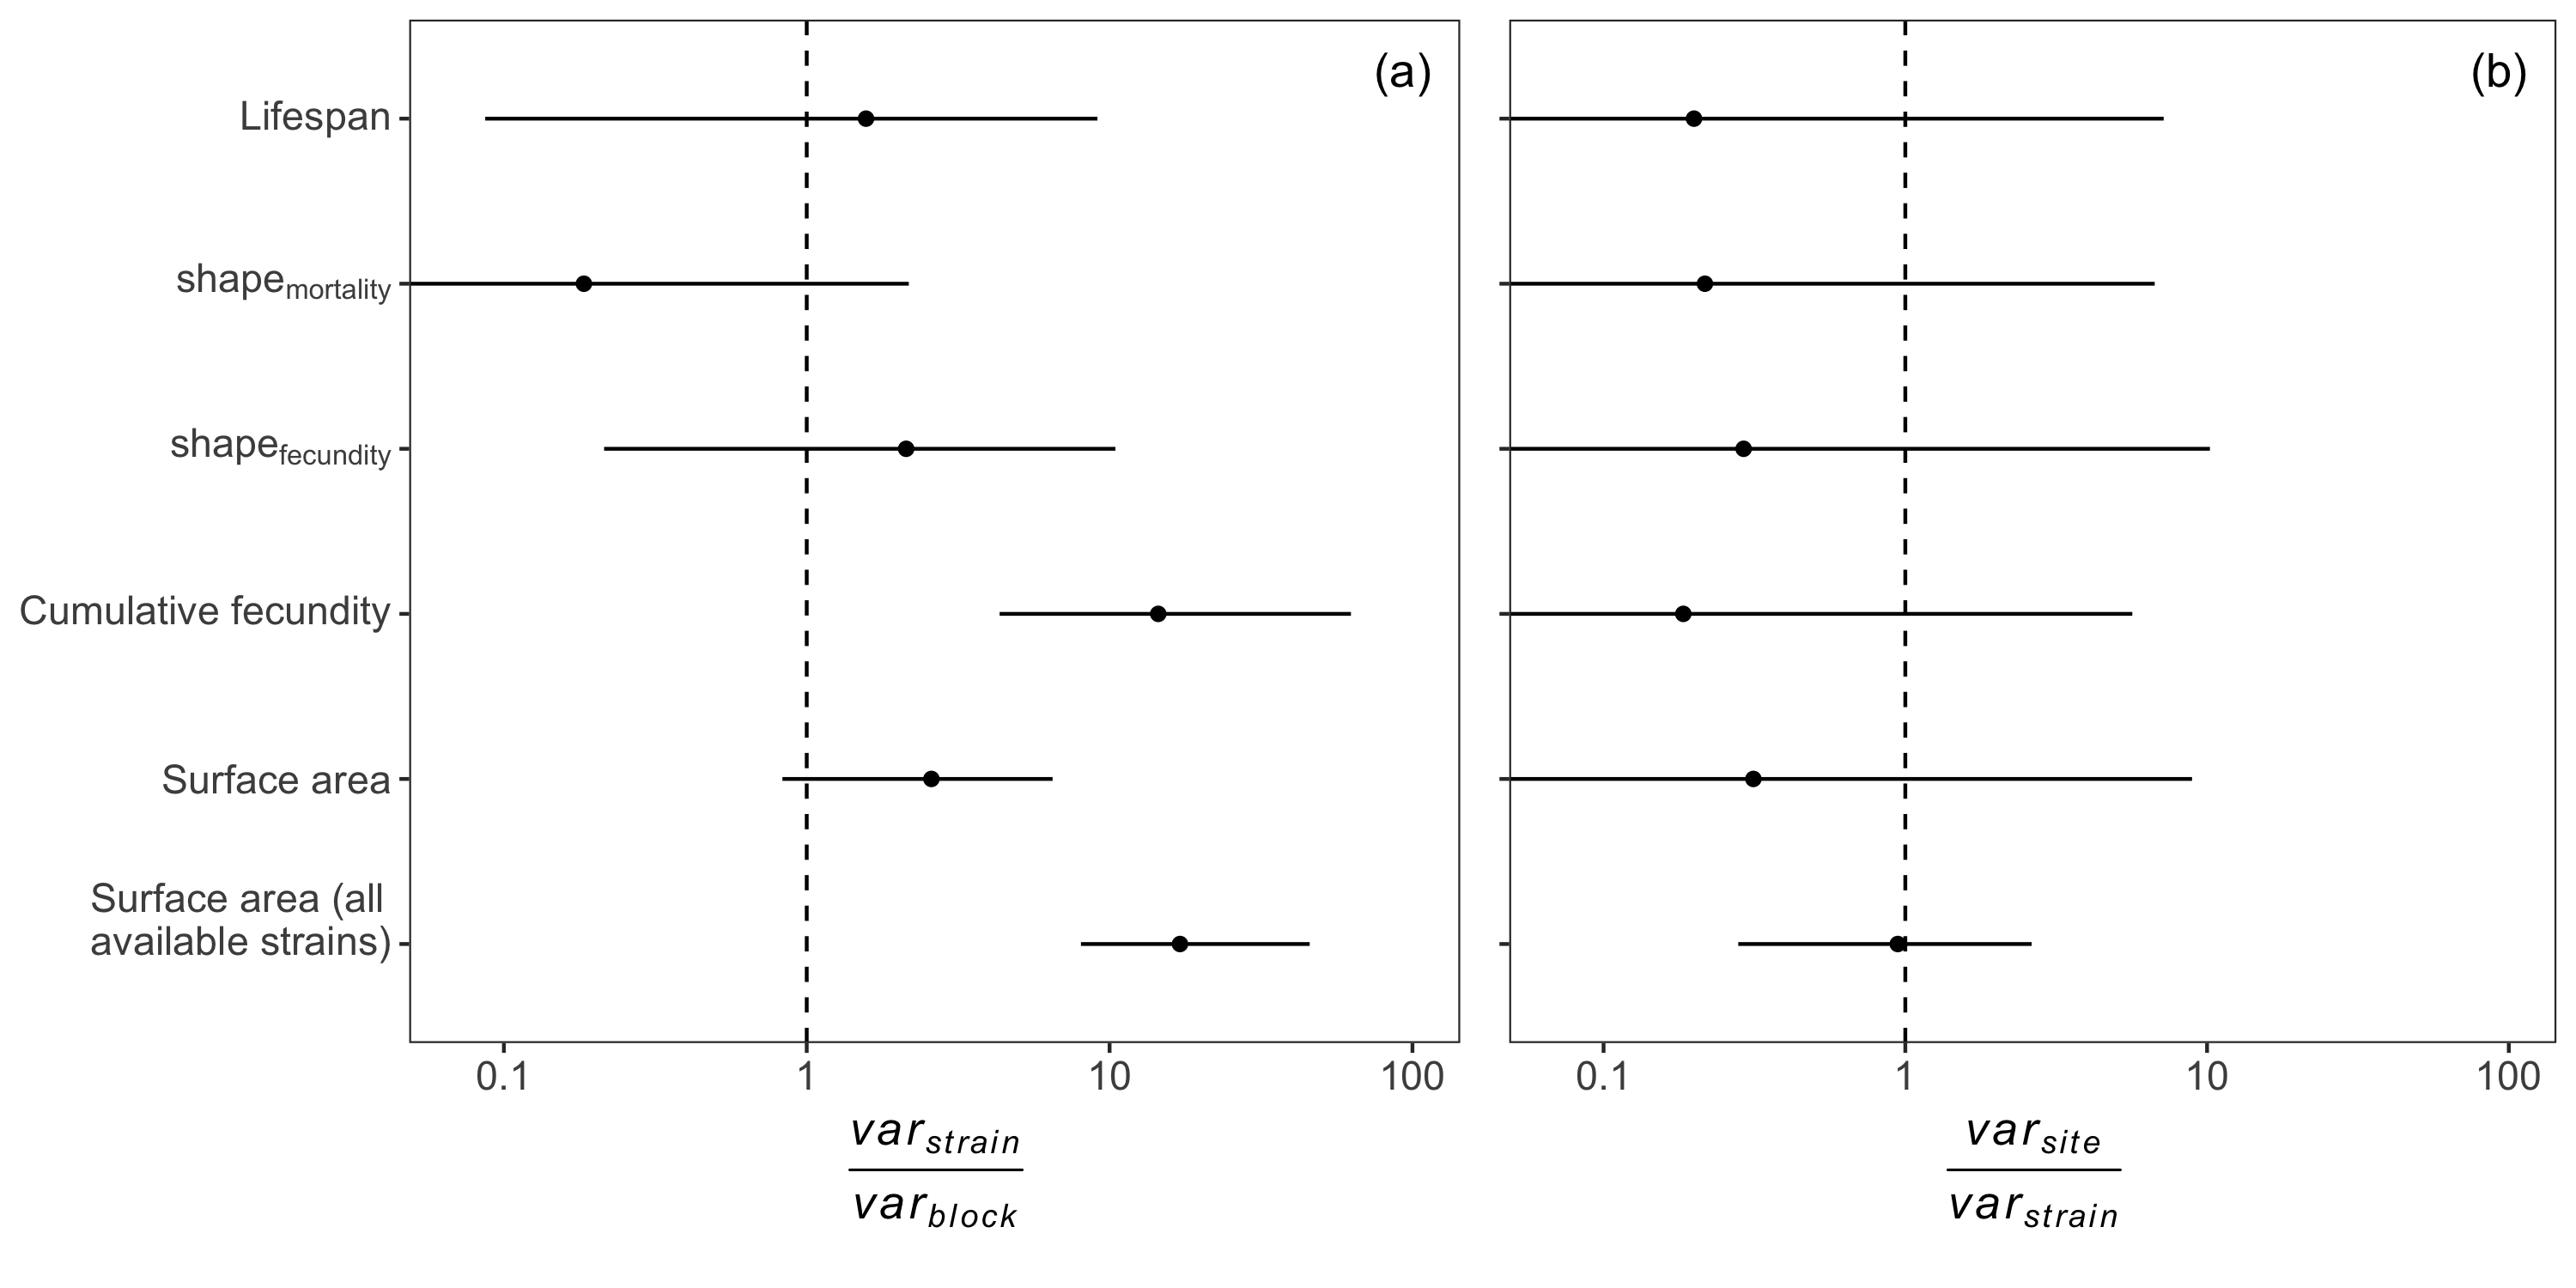 (a)
(b)
Lifespan
shapemortality
shapefecundity
Cumulative fecundity
Surface area
Surface area (all
available strains)
0.1 1 10 100
0.1 1 10 100
varstrain
varblock
varsite
varstrain